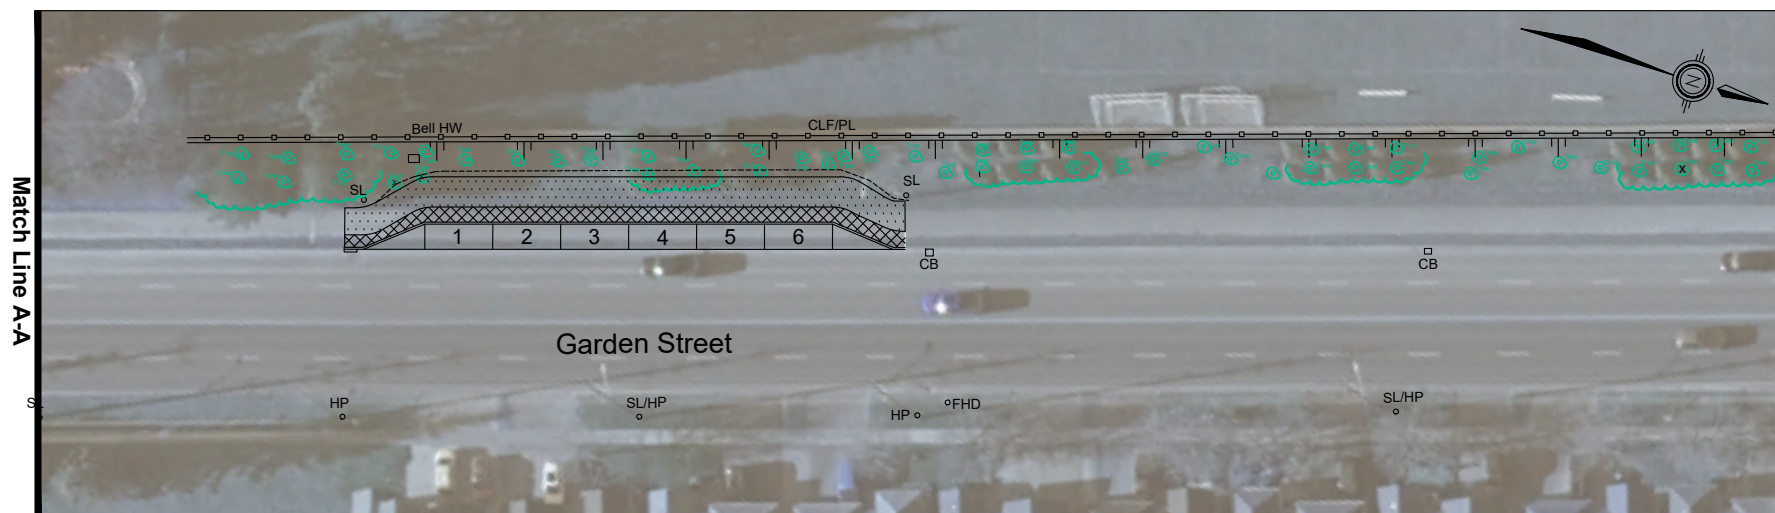 Bell HW
CLF/PL
N
SL
SL
X
1 2 3 4 5 6
CB
CB
Match Line A-A
Garden Street
SL
HP
SL/HP
HP
FHD
SL/HP